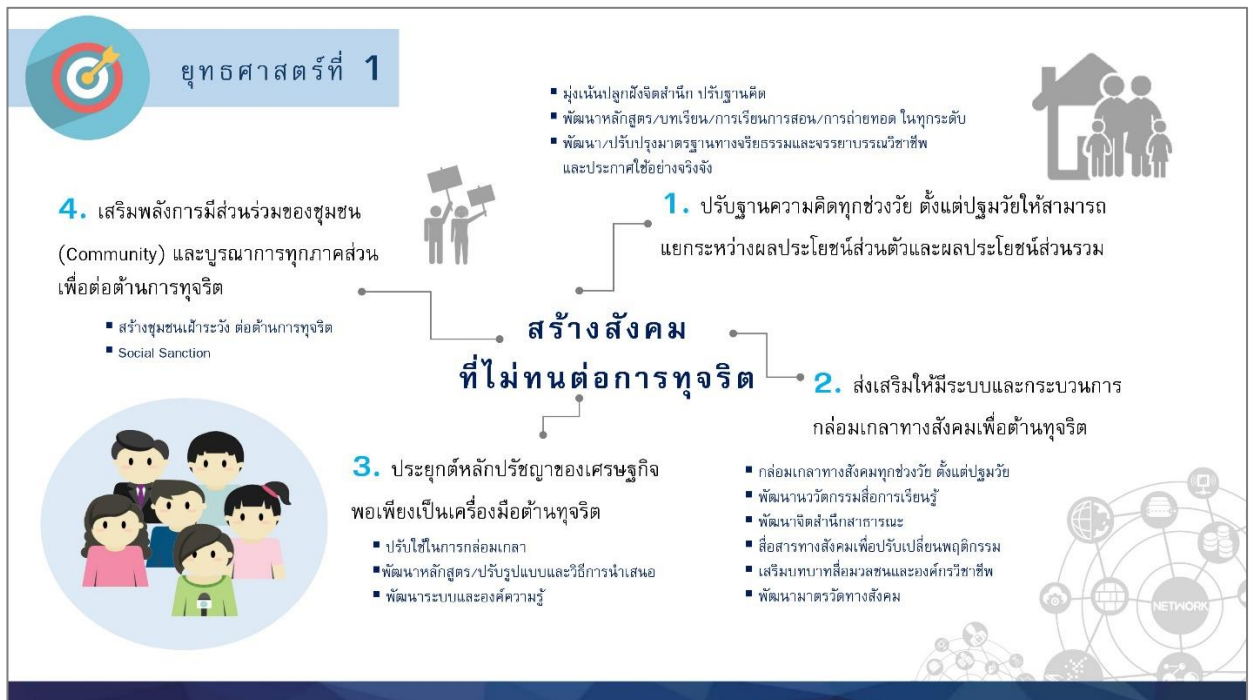 ยุทธศาสตร์ที่ 1
▪ มุ่งเน้นปลูกฝังจิตสำนึก ปรับฐานคิด
▪ พัฒนาหลักสูตร/บทเรียน/การเรียนการสอน/การถ่ายทอด ในทุกระดับ
▪ พัฒนา/ปรับปรุงมาตรฐานทางจริยธรรมและจรรยาบรรณวิชาชีพ
และประกาศใช้อย่างจริงจัง
1. ปรับฐานความคิดทุกช่วงวัย ตั้งแต่ปฐมวัยให้สามารถ
แยกระหว่างผลประโยชน์ส่วนตัวและผลประโยชน์ส่วนรวม
4. เสริมพลังการมีส่วนร่วมของชุมชน
(Community) และบูรณาการทุกภาคส่วน
เพื่อต่อต้านการทุจริต
▪ สร้างชุมชนเฝ้าระวัง ต่อต้านการทุจริต
▪ Social Sanction
สร้างสังคม
ที่ไม่ทนต่อการทุจริต
2. ส่งเสริมให้มีระบบและกระบวนการ
กล่อมเกลาทางสังคมเพื่อต้านทุจริต
▪ กล่อมเกลาทางสังคมทุกช่วงวัย ตั้งแต่ปฐมวัย
▪ พัฒนานวัตกรรมสื่อการเรียนรู้
▪ พัฒนาจิตสำนึกสาธารณะ
▪ สื่อสารทางสังคมเพื่อปรับเปลี่ยนพฤติกรรม
▪ เสริมบทบาทสื่อมวลชนและองค์กรวิชาชีพ
▪ พัฒนามาตรวัดทางสังคม
3. ประยุกต์หลักปรัชญาของเศรษฐกิจ
พอเพียงเป็นเครื่องมือต้านทุจริต
▪ ปรับใช้ในการกล่อมเกลา
▪พัฒนาหลักสูตร/ปรับรูปแบบและวิธีการนำเสนอ
▪ พัฒนาระบบและองค์ความรู้
NETWORK